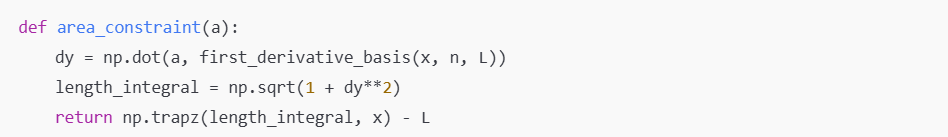 def area_constraint(a):
    dy = np.dot(a, first_derivative_basis(x, n, L))
    length_integral = np.sqrt(1 + dy**2)
    return np.trapz(length_integral, x) - L